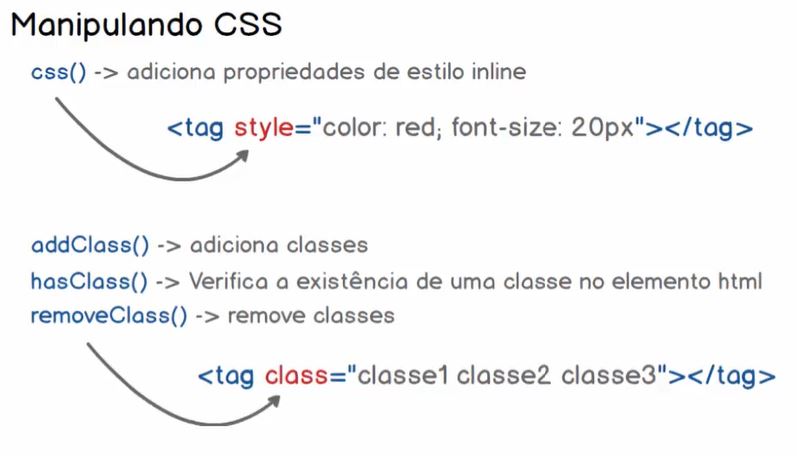 Manipulando CSS
css() -> adiciona propriedades de estilo inline
<tag style="color: red; font-size: 20px"></tag>
addClass() -> adiciona classes
hasClass() -> Verifica a existência de uma classe no elemento html
removeClass() -> remove classes
<tag class="classe1 classe2 classe3"></tag>